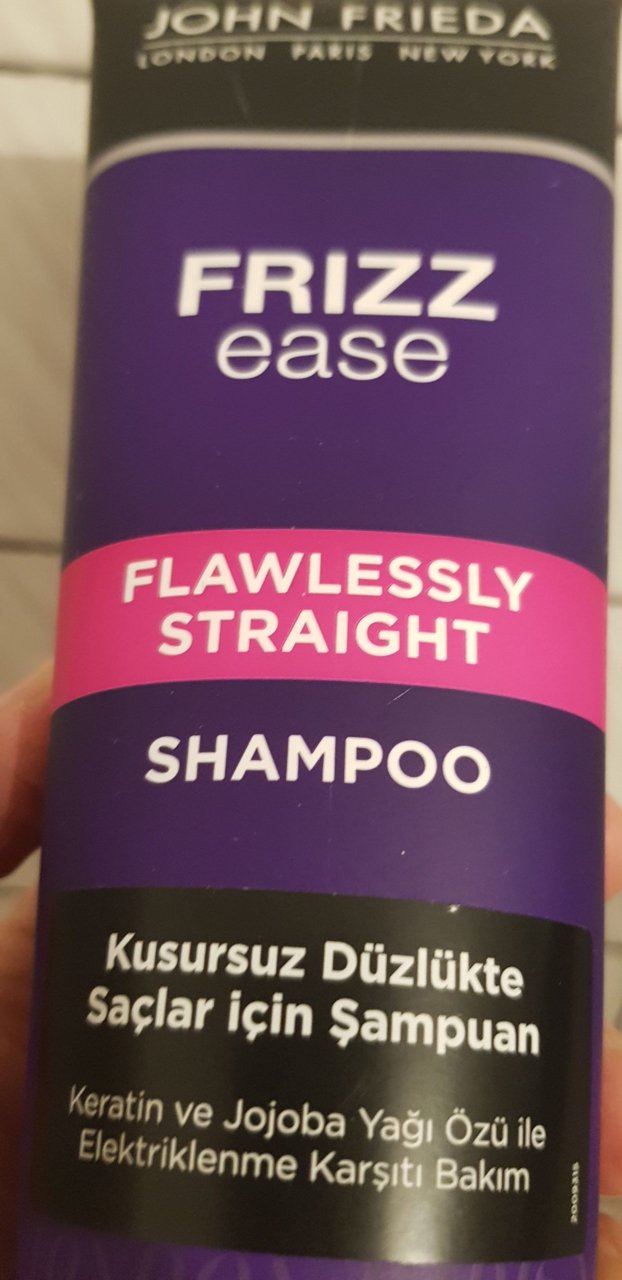 JOHN FRIEDA
LONDON PARIS NEW YORK
FRIZZ
ease
FLAWLESSLY
STRAIGHT
SHAMPOO
Kusursuz Düzlükte
Saçlar için Şampuan
Keratin ve Jojoba Yağı Özü ile
Elektriklenme Karşıtı Bakım
2009315